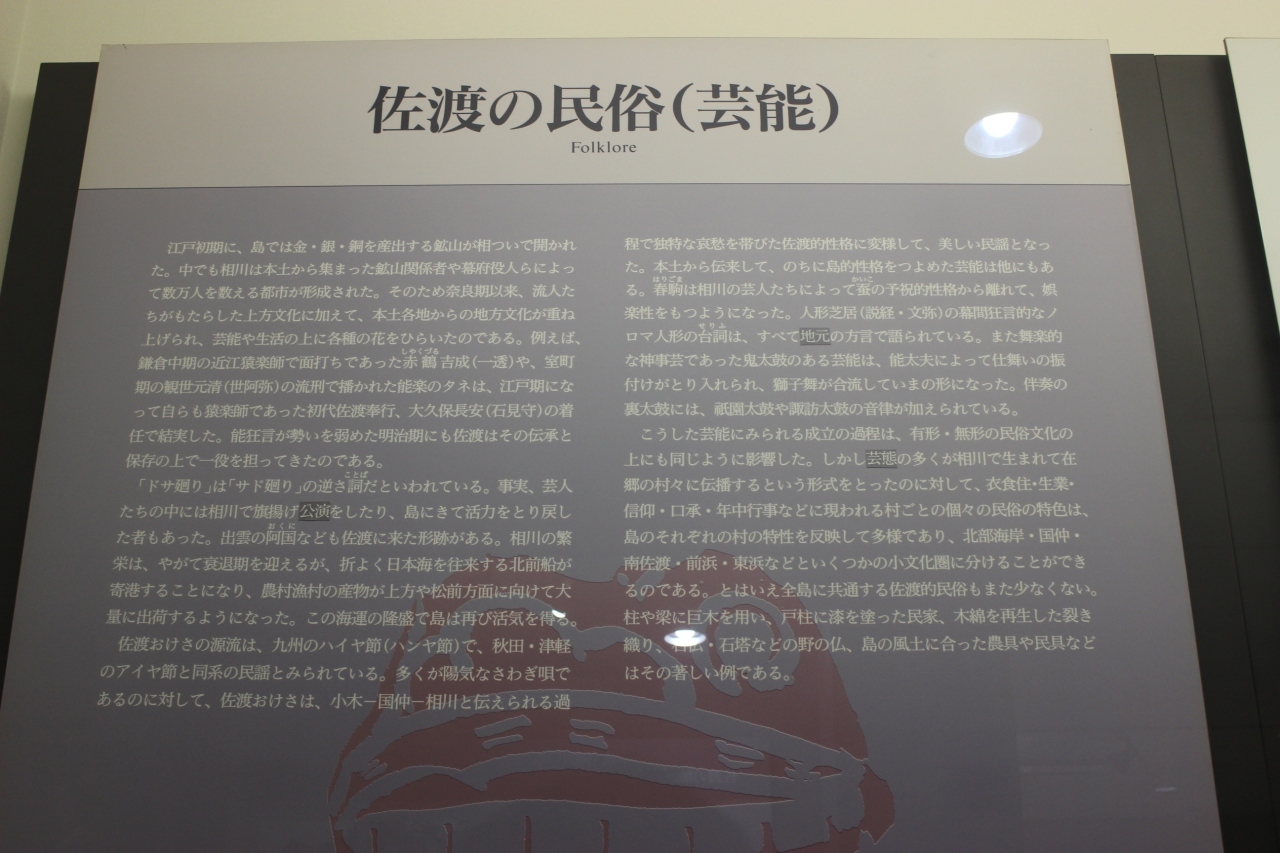 佐渡の民俗（芸能）
Folklore
江戸初期に、島では金・銀・銅を産出する鉱山が相ついで開かれ
た。中でも相川は本土から集まった鉱山関係者や幕府役人らによっ
て数万人を数える都市が形成された。そのため奈良期以来、流人た
ちがもたらした上方文化に加えて、本土各地からの地方文化が重ね
上げられ、芸能や生活の上に各種の花をひらいたのである。例えば、
しゃくづる
鎌倉中期の近江猿楽師で面打ちであった赤鶴吉成（一透）や、室町
期の観世元清（世阿弥）の流刑で播かれた能楽のタネは、江戸期にな
って自らも猿楽師であった初代佐渡奉行、大久保長安（石見守）の着
任で結実した。能狂言が勢いを弱めた明治期にも佐渡はその伝承と
保存の上で一役を担ってきたのである。
ことば
「ドサ廻り」は「サド廻り」の逆さ詞だといわれている。事実、芸人
たちの中には相川で旗揚げ公演をしたり、島にきて活力をとり戻し
おくに
た者もあった。出雲の阿国なども佐渡に来た形跡がある。相川の繁
栄は、やがて衰退期を迎えるが、折よく日本海を往来する北前船が
寄港することになり、農村漁村の産物が上方や松前方面に向けて大
量に出荷するようになった。この海運の隆盛で島は再び活気を得る。
佐渡おけさの源流は、九州のハイヤ節（ハンヤ節）で、秋田・津軽
のアイヤ節と同系の民謡とみられている。多くが陽気なさわぎ唄で
あるのに対して、佐渡おけさは、小木－国仲－相川と伝えられる過
程で独特な哀愁を帯びた佐渡的性格に変様して、美しい民謡となっ
た。本土から伝来して、のちに島的性格をつよめた芸能は他にもあ
はりごま かいこ
る。春駒は相川の芸人たちによって蚕の予祝的性格から離れて、娯
楽性をもつようになった。人形芝居（説経・文弥）の幕間狂言的なノ
せりふ
ロマ人形の台詞は、すべて地元の方言で語られている。また舞楽的
な神事芸であった鬼太鼓のある芸能は、能太夫によって仕舞いの振
付けがとり入れられ、獅子舞が合流していまの形になった。伴奏の
裏太鼓には、祇園太鼓や諏訪太鼓の音律が加えられている。
こうした芸能にみられる成立の過程は、有形・無形の民俗文化の
上にも同じように影響した。しかし芸態の多くが相川で生まれて在
郷の村々に伝播するという形式をとったのに対して、衣食住・生業・
信仰・口承・年中行事などに現われる村ごとの個々の民俗の特色は、
島のそれぞれの村の特性を反映して多様であり、北部海岸・国仲・
南佐渡・前浜・東浜などといくつかの小文化圏に分けることができ
るのである。とはいえ全島に共通する佐渡的民俗もまた少なくない。
柱や梁に巨木を用い、戸柱に漆を塗った民家、木綿を再生した裂き
織り、石仏・石塔などの野の仏、島の風土に合った農具や民具など
はその著しい例である。